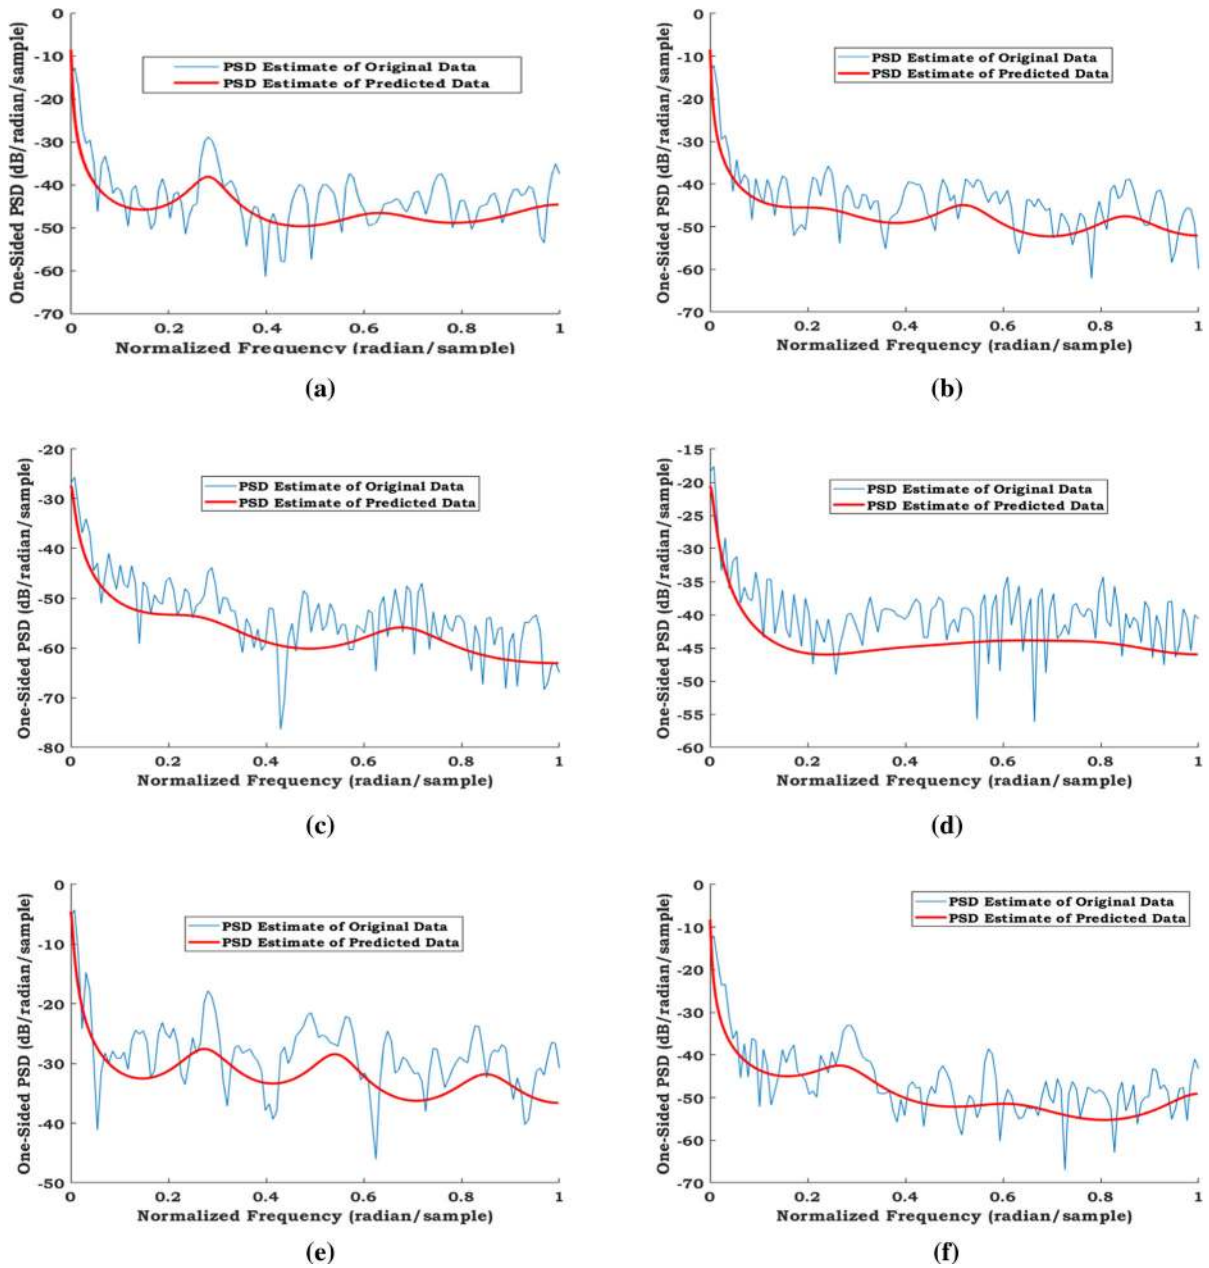 0
-10
-20
-30
-40
-50
-60
-70
One-Sided PSD (dB/radian/sample)
PSD Estimate of Original Data
PSD Estimate of Predicted Data
0 0.2 0.4 0.6 0.8 1
Normalized Frequency (radian/sample)
(a)
0
-10
-20
-30
-40
-50
-60
-70
One-Sided PSD (dB/radian/sample)
PSD Estimate of Original Data
PSD Estimate of Predicted Data
0 0.2 0.4 0.6 0.8 1
Normalized Frequency (radian/sample)
(b)
-20
-30
-40
-50
-60
-70
-80
One-Sided PSD (dB/radian/sample)
PSD Estimate of Original Data
PSD Estimate of Predicted Data
0 0.2 0.4 0.6 0.8 1
Normalized Frequency (radian/sample)
(c)
-15
-20
-25
-30
-35
-40
-45
-50
-55
-60
One-Sided PSD (dB/radian/sample)
PSD Estimate of Original Data
PSD Estimate of Predicted Data
0 0.2 0.4 0.6 0.8 1
Normalized Frequency (radian/sample)
(d)
0
-10
-20
-30
-40
-50
One-Sided PSD (dB/radian/sample)
PSD Estimate of Original Data
PSD Estimate of Predicted Data
0 0.2 0.4 0.6 0.8 1
Normalized Frequency (radian/sample)
(e)
0
-10
-20
-30
-40
-50
-60
-70
One-Sided PSD (dB/radian/sample)
PSD Estimate of Original Data
PSD Estimate of Predicted Data
0 0.2 0.4 0.6 0.8 1
Normalized Frequency (radian/sample)
(f)